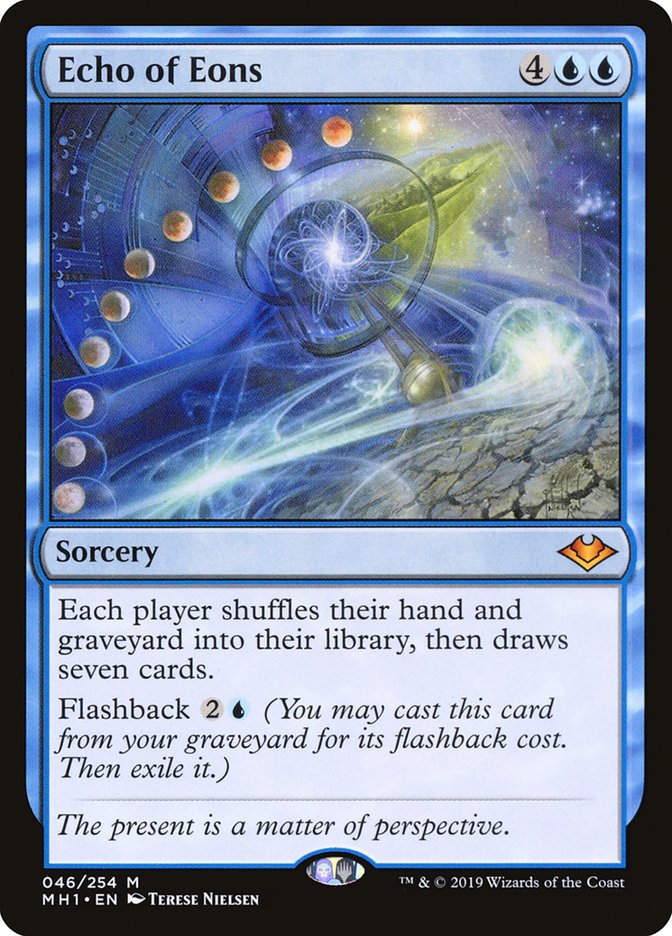 Echo of Eons 4
Sorcery
Each player shuffles their hand and
graveyard into their library, then draws
seven cards.
Flashback 2 (You may cast this card
from your graveyard for its flashback cost.
Then exile it.)
The present is a matter of perspective.
046/254 M
MH1 • EN Terese Nielsen
™ & © 2019 Wizards of the Coast